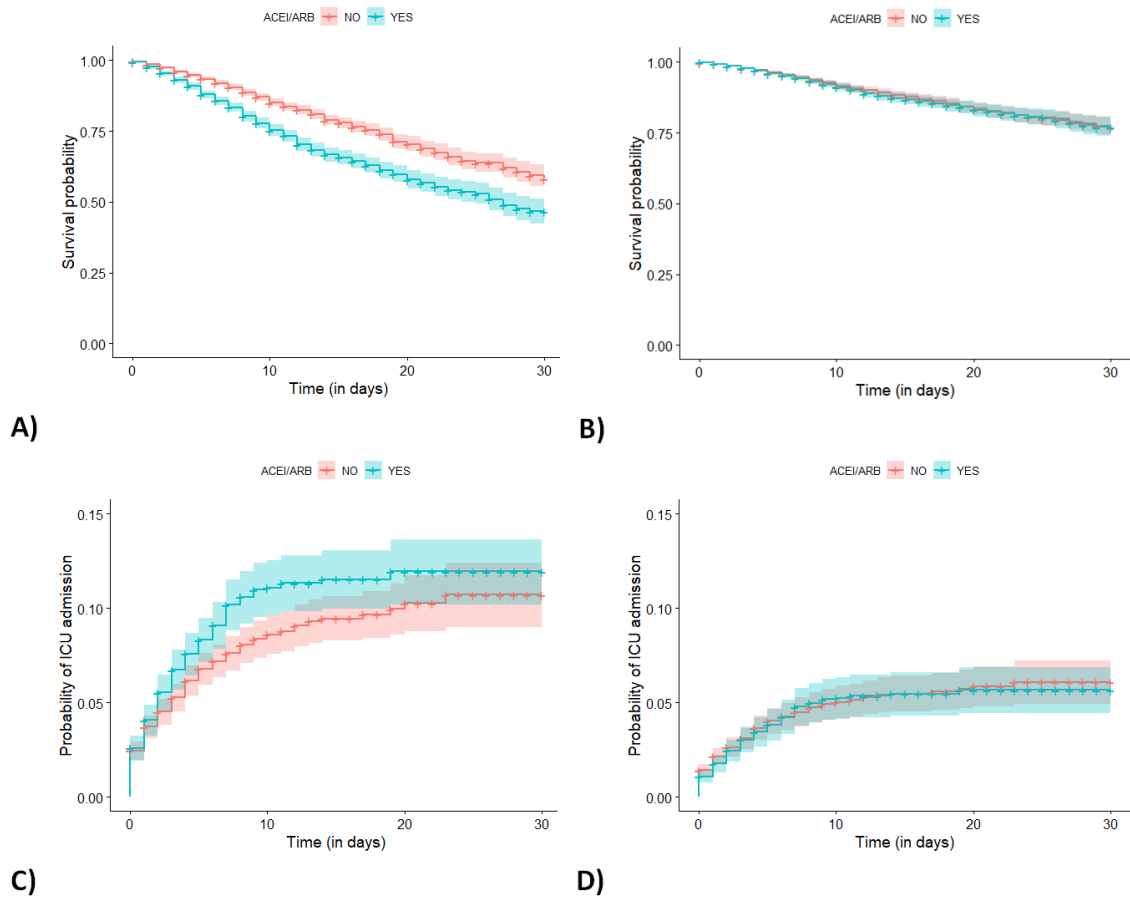 ACEI/ARB NO YES
Survival probability
1.00
0.75
0.50
0.25
0.00
0 10 20 30
Time (in days)
A)
ACEI/ARB NO YES
Survival probability
1.00
0.75
0.50
0.25
0.00
0 10 20 30
Time (in days)
B)
ACEI/ARB NO YES
Probability of ICU admission
0.15
0.10
0.05
0.00
0 10 20 30
Time (in days)
C)
ACEI/ARB NO YES
Probability of ICU admission
0.15
0.10
0.05
0.00
0 10 20 30
Time (in days)
D)